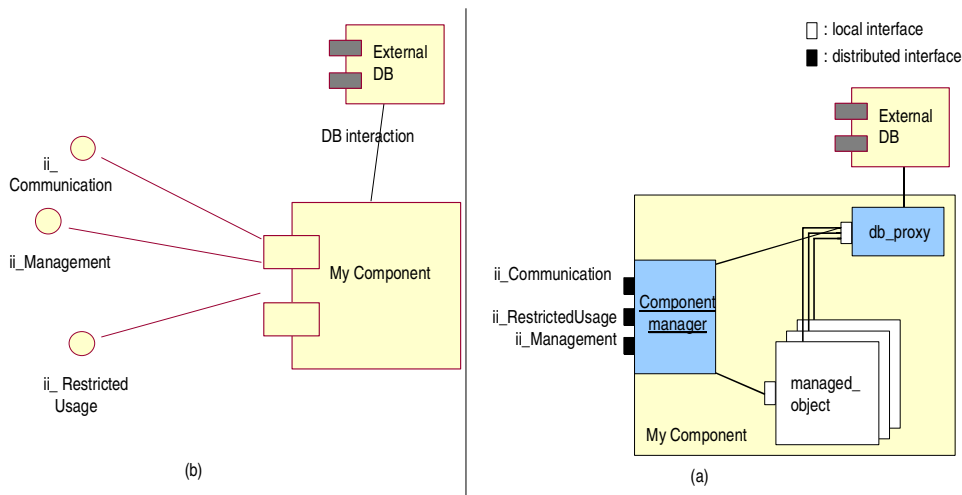 External
DB
DB interaction
ii_
Communication
ii_Management
My Component
ii_ Restricted
Usage
(b)
: local interface
: distributed interface
External
DB
db_proxy
ii_Communication
Component
manager
ii_RestrictedUsage
ii_Management
managed_
object
My Component
(a)